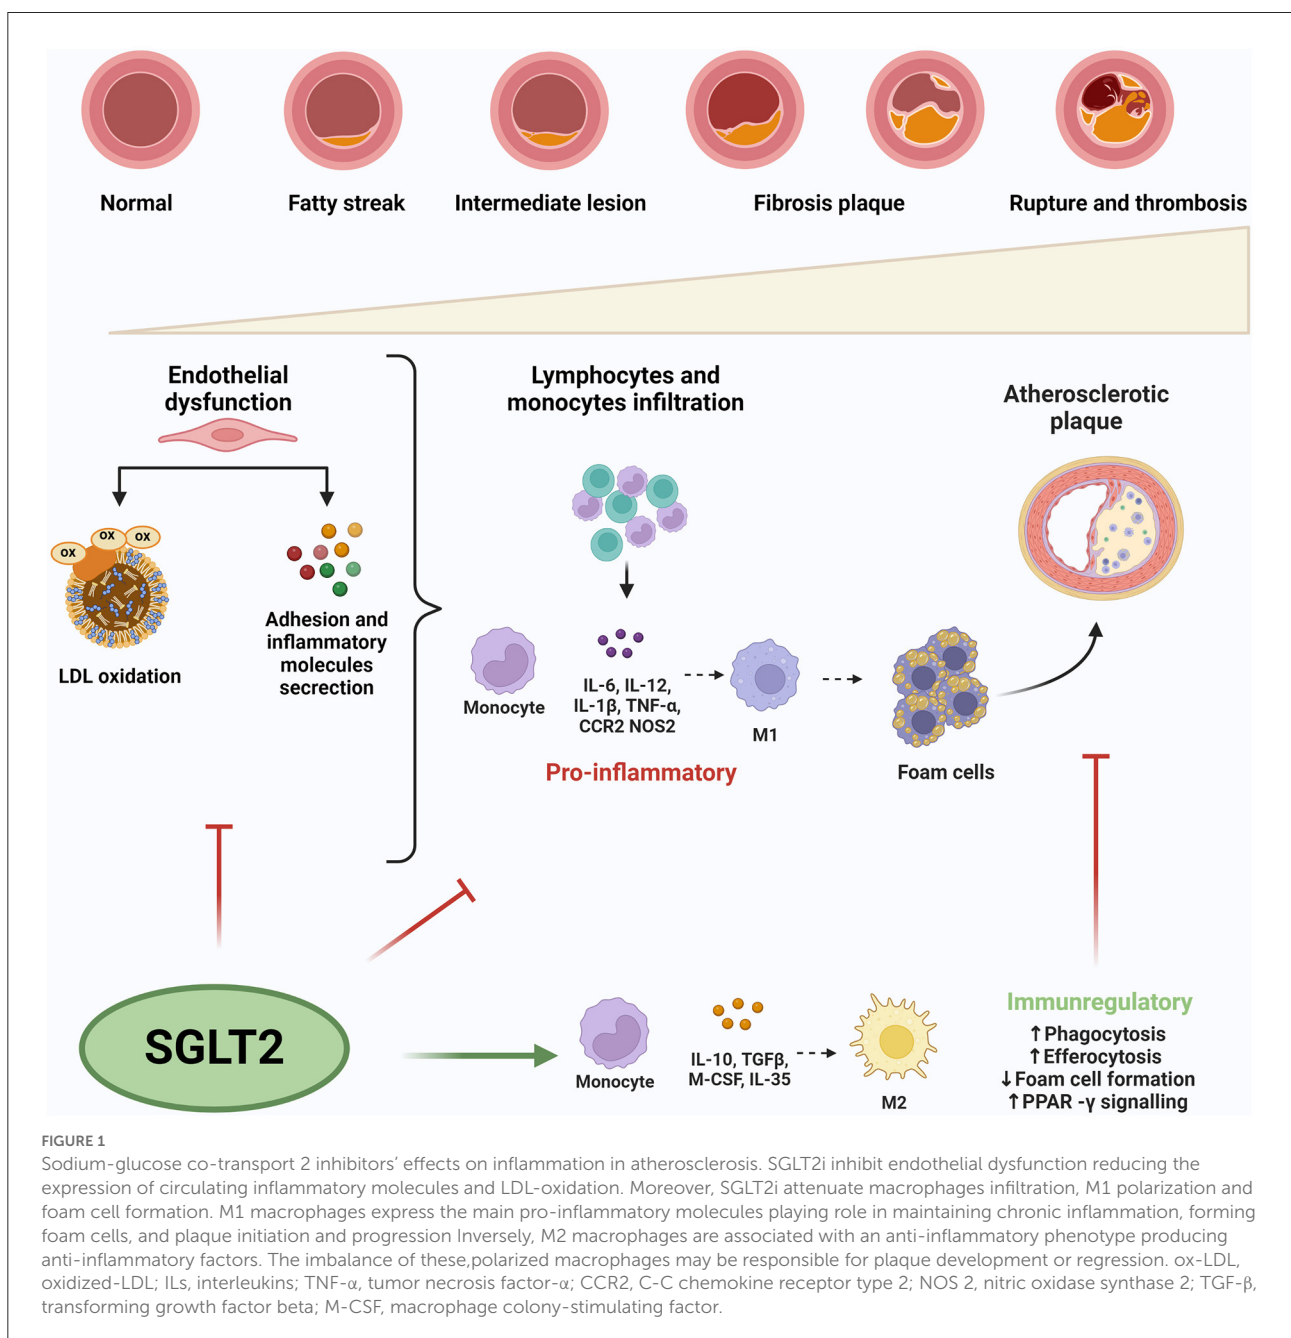 Normal
Fatty streak
Intermediate lesion
Fibrosis plaque
Rupture and thrombosis
Endothelial
dysfunction
Lymphocytes and
monocytes infiltration
Atherosclerotic
plaque
ox
ox
ox
LDL oxidation
Adhesion and
inflammatory
molecules
secretion
Monocyte
IL-6, IL-12,
IL-1β, TNF-α,
CCR2 NOS2
M1
Foam cells
Pro-inflammatory
SGLT2
Monocyte
IL-10, TGFβ,
M-CSF, IL-35
M2
Immunregulatory
↑Phagocytosis
↑Efferocytosis
↓Foam cell formation
↑PPAR -γ signalling
FIGURE 1
Sodium-glucose co-transport 2 inhibitors’ effects on inflammation in atherosclerosis. SGLT2i inhibit endothelial dysfunction reducing the
expression of circulating inflammatory molecules and LDL-oxidation. Moreover, SGLT2i attenuate macrophages infiltration, M1 polarization and
foam cell formation. M1 macrophages express the main pro-inflammatory molecules playing role in maintaining chronic inflammation, forming
foam cells, and plaque initiation and progression Inversely, M2 macrophages are associated with an anti-inflammatory phenotype producing
anti-inflammatory factors. The imbalance of these,polarized macrophages may be responsible for plaque development or regression. ox-LDL,
oxidized-LDL; ILs, interleukins; TNF-α, tumor necrosis factor-α; CCR2, C-C chemokine receptor type 2; NOS 2, nitric oxidase synthase 2; TGF-β,
transforming growth factor beta; M-CSF, macrophage colony-stimulating factor.